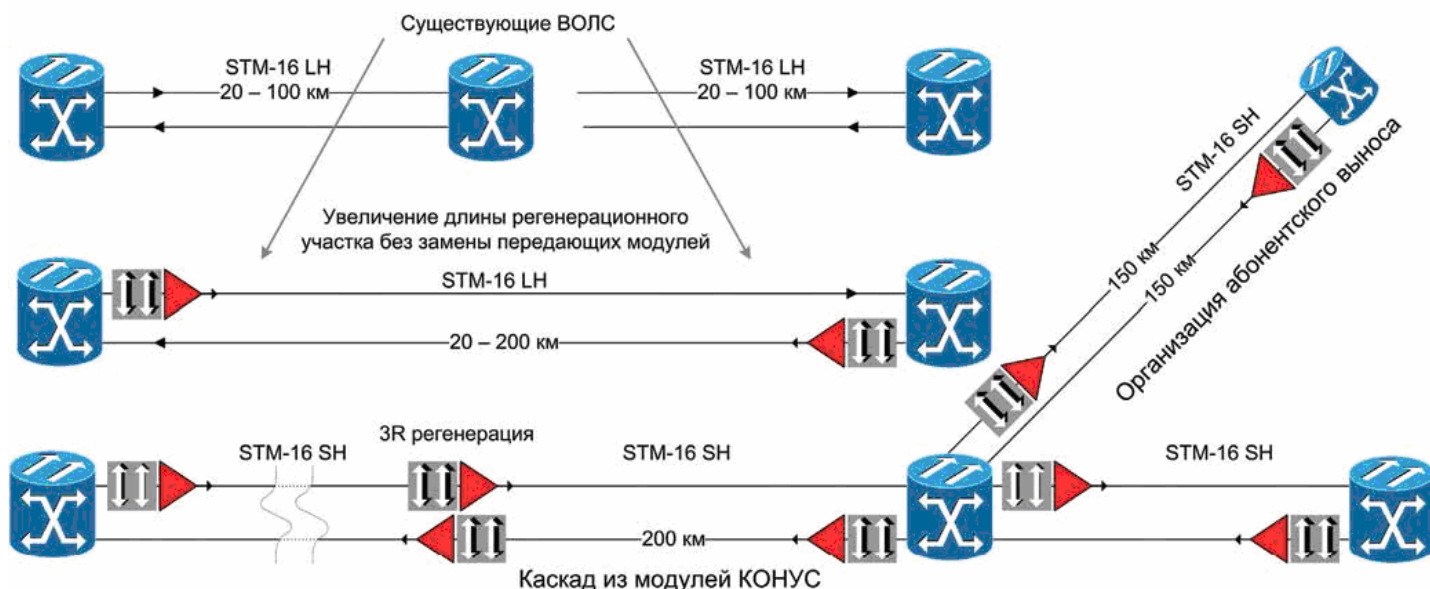 Существующие ВОЛС
STM-16 LH
20 – 100 км
STM-16 LH
20 – 100 км
Увеличение длины регенерационного
участка без замены передающих модулей
STM-16 LH
20 – 200 км
STM-16 SH
150 км
150 км
Организация абонентского выноса
3R регенерация
STM-16 SH
STM-16 SH
STM-16 SH
200 км
Каскад из модулей КОНУС